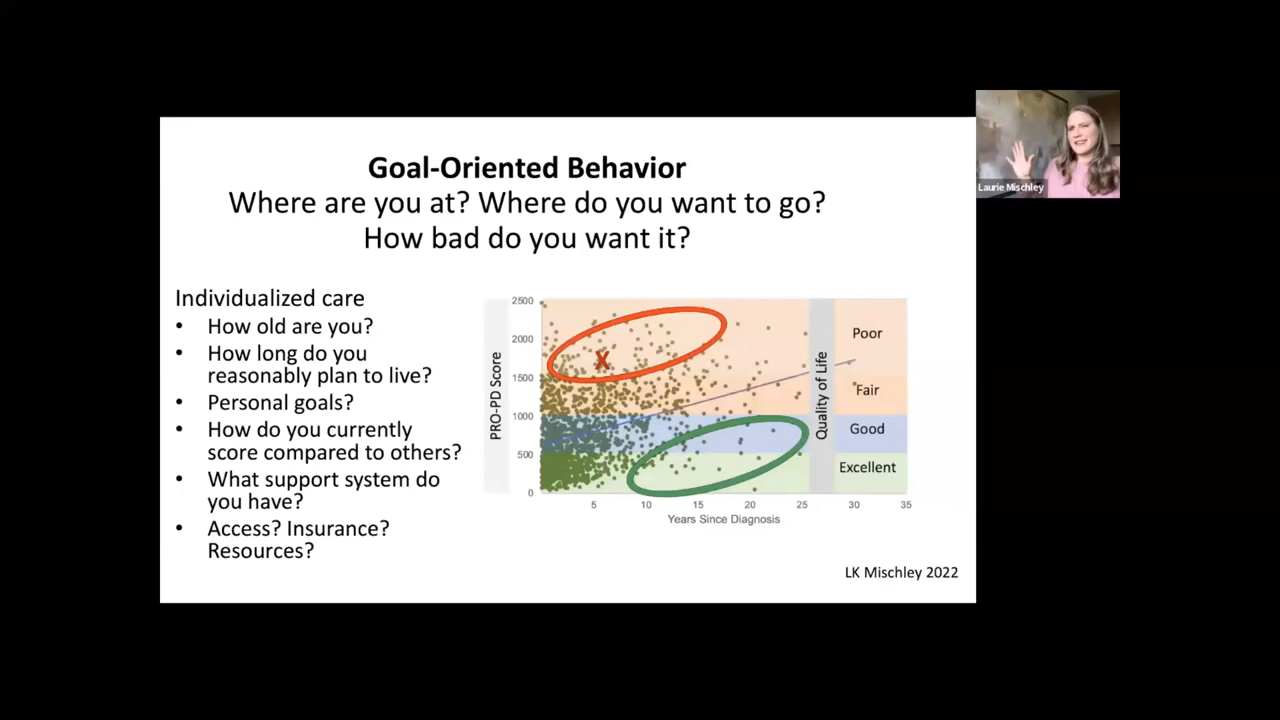 Goal-Oriented Behavior
Where are you at? Where do you want to go?
How bad do you want it?
Laurie Mischley
Individualized care
• How old are you?
• How long do you
reasonably plan to live?
• Personal goals?
• How do you currently
score compared to others?
• What support system do
you have?
• Access? Insurance?
Resources?
PRO-PD Score
2500
2000
1500
1000
500
0
X
5
10
15
20
25
30
35
Years Since Diagnosis
Quality of Life
Poor
Fair
Good
Excellent
LK Mischley 2022